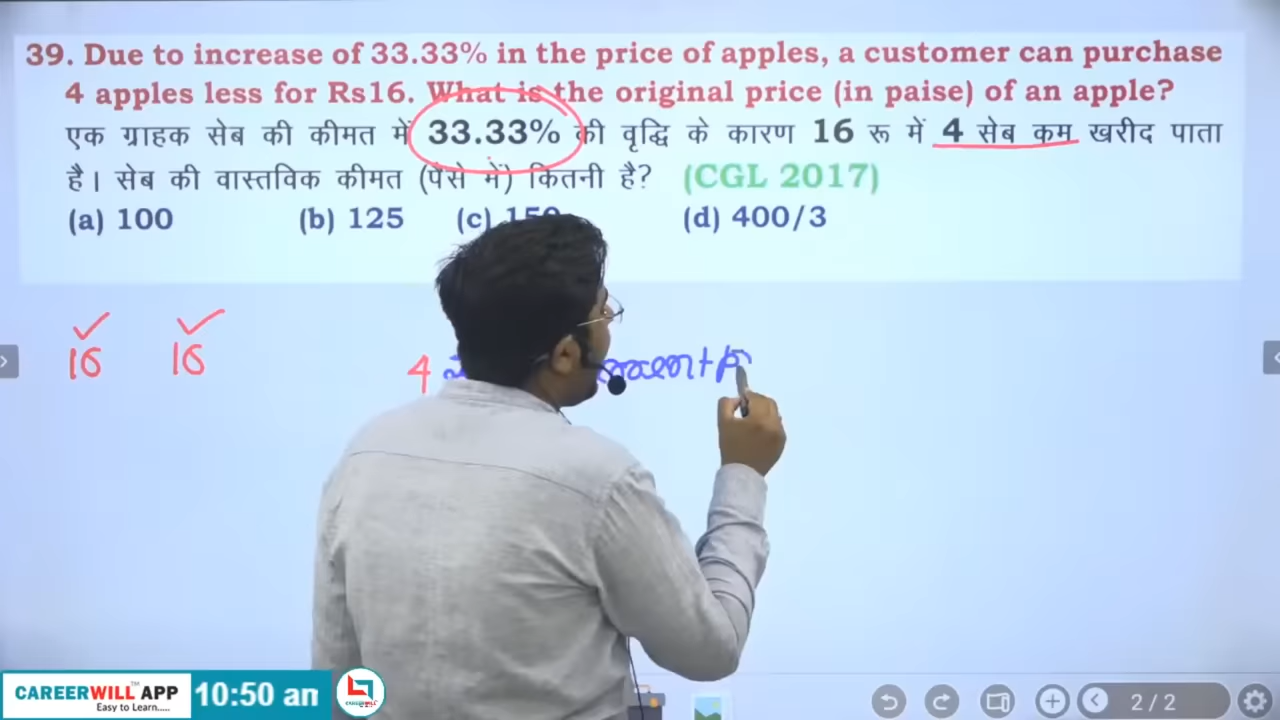 39. Due to increase of 33.33% in the price of apples, a customer can purchase
4 apples less for Rs16. What is the original price (in paise) of an apple?
एक ग्राहक सेब की कीमत में 33.33% की वृद्धि के कारण 16 रू में 4 सेब कम खरीद पाता
है। सेब की वास्तविक कीमत (पैसे में) कितनी है? (CGL 2017)
(a) 100 (b) 125 (c) 150 (d) 400/3
16 16 4
CAREERWILL APP
Easy to Learn.....
10:50 an
2 / 2